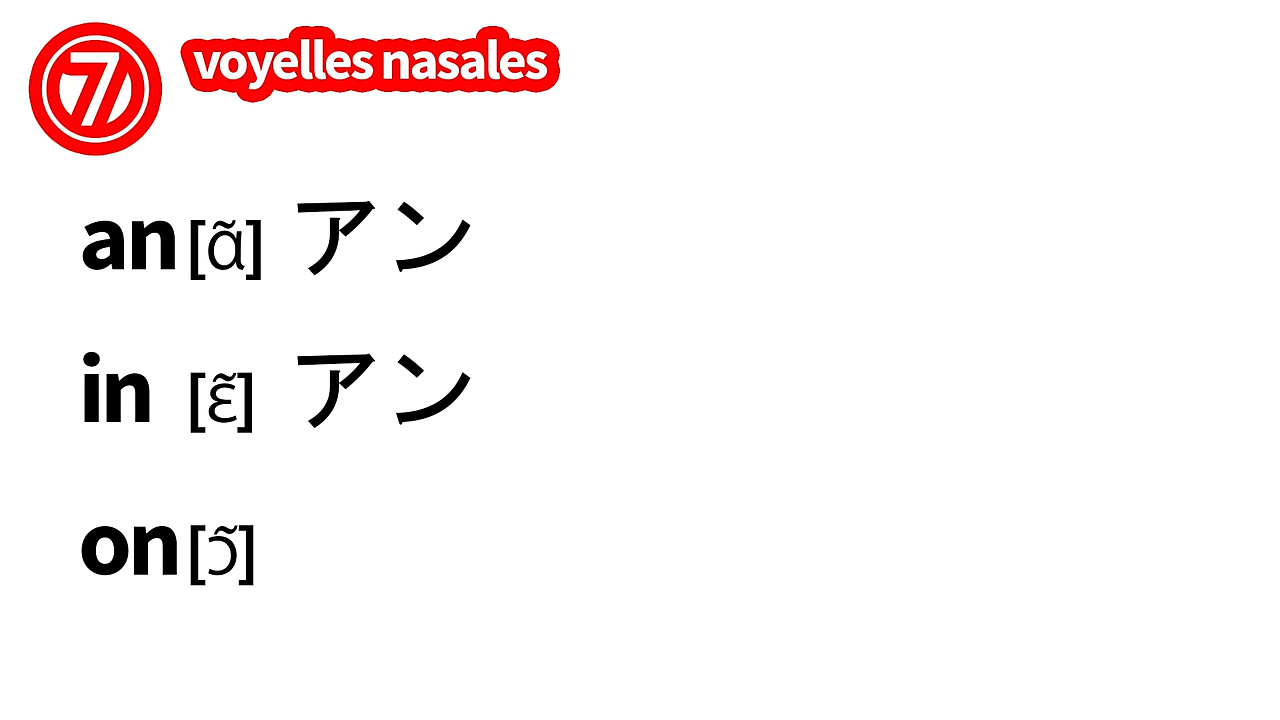 7 voyelles nasales
an [ɑ̃] アン
in [ɛ̃] アン
on [ɔ̃]